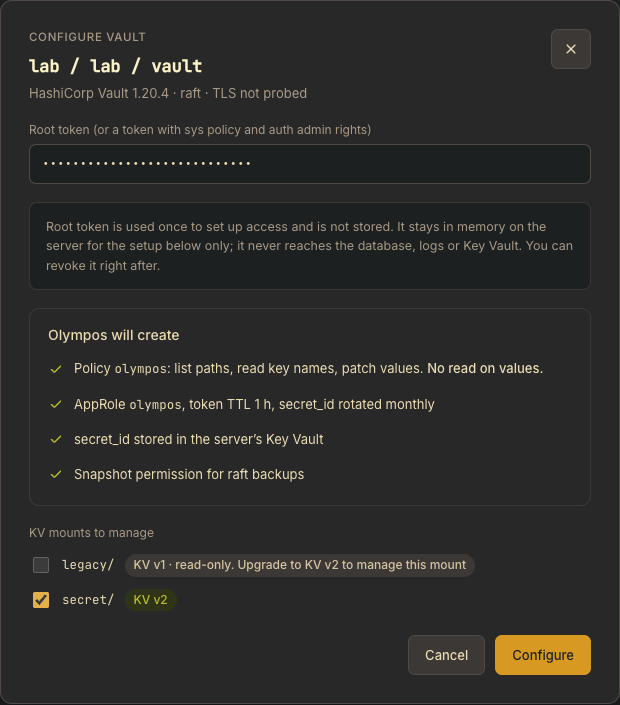 CONFIGURE VAULT
lab / lab / vault
HashiCorp Vault 1.20.4 · raft · TLS not probed
Root token (or a token with sys policy and auth admin rights)
••••••••••••••••••••••••••••
Root token is used once to set up access and is not stored. It stays in memory on the
server for the setup below only; it never reaches the database, logs or Key Vault. You can
revoke it right after.
Olympos will create
Policy olympos: list paths, read key names, patch values. No read on values.
AppRole olympos, token TTL 1 h, secret_id rotated monthly
secret_id stored in the server’s Key Vault
Snapshot permission for raft backups
KV mounts to manage
legacy/ KV v1 · read-only. Upgrade to KV v2 to manage this mount
secret/ KV v2
Cancel Configure